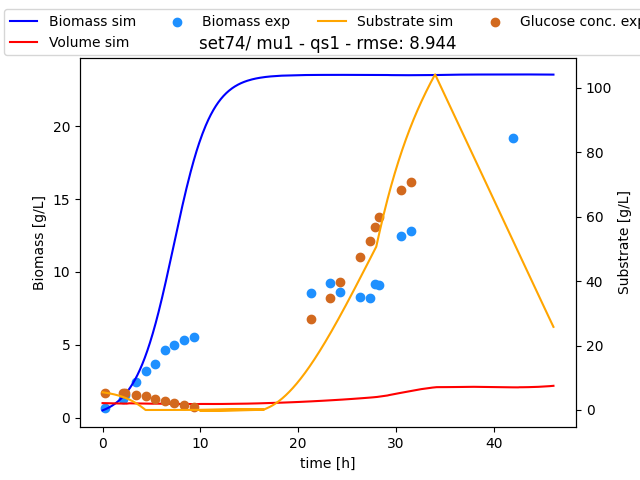 Biomass sim
Biomass exp
Substrate sim
Glucose conc. exp
Volume sim
set74/ mu1 - qs1 - rmse: 8.944
Biomass [g/L]
0
5
10
15
20
Substrate [g/L]
0
20
40
60
80
100
0
10
20
30
40
time [h]